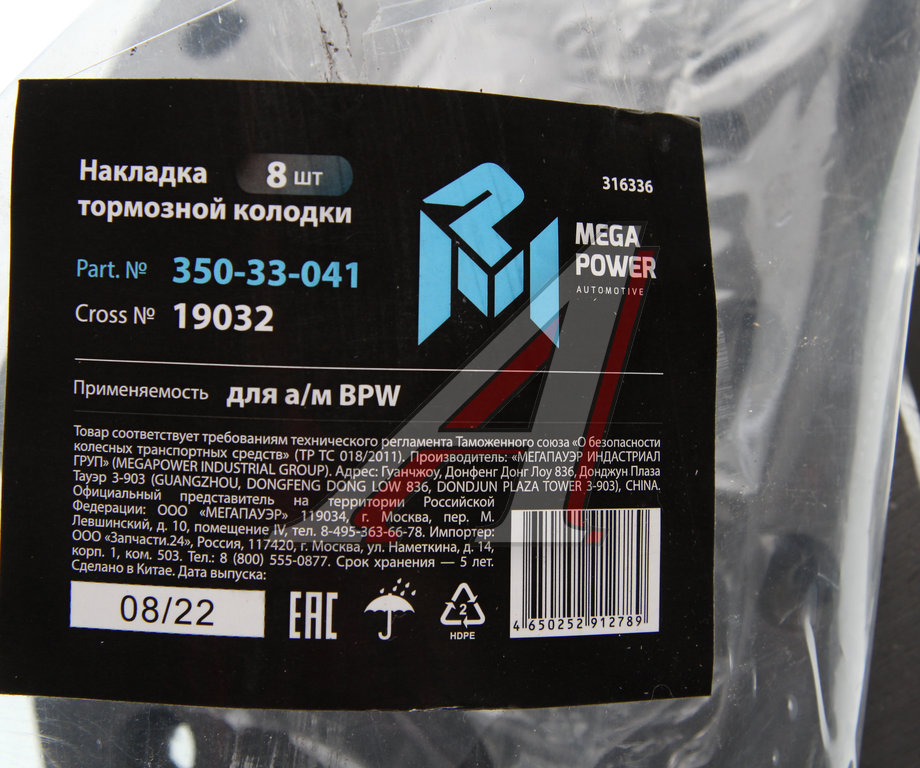 Накладка 8 шт
тормозной колодки
Part. № 350-33-041
Cross № 19032
316336
MEGA
POWER
AUTOMOTIVE
Применяемость для а/м BPW
Товар соответствует требованиям технического регламента Таможенного союза «О безопасности
колесных транспортных средств» (ТР ТС 018/2011). Производитель: «МЕГАПАУЭР ИНДАСТРИАЛ
ГРУП» (MEGAPOWER INDUSTRIAL GROUP). Адрес: Гуанчжоу, Донфенг Донг Лоу 836, Донджун Плаза
Тауэр 3-903 (GUANGZHOU, DONGFENG DONG LOW 836, DONDJUN PLAZA TOWER 3-903), CHINA.
Официальный представитель на территории Российской
Федерации: ООО «МЕГАПАУЭР» 119034, г. Москва, пер. М.
Левшинский, д. 10, помещение IV, тел. 8-495-363-66-78. Импортер:
ООО «Запчасти.24», Россия, 117420, г. Москва, ул. Наметкина, д. 14,
корп. 1, ком. 503. Тел.: 8 (800) 555-0877. Срок хранения — 5 лет.
Сделано в Китае. Дата выпуска:
08/22
EAC
2
HDPE
4 650252 912789